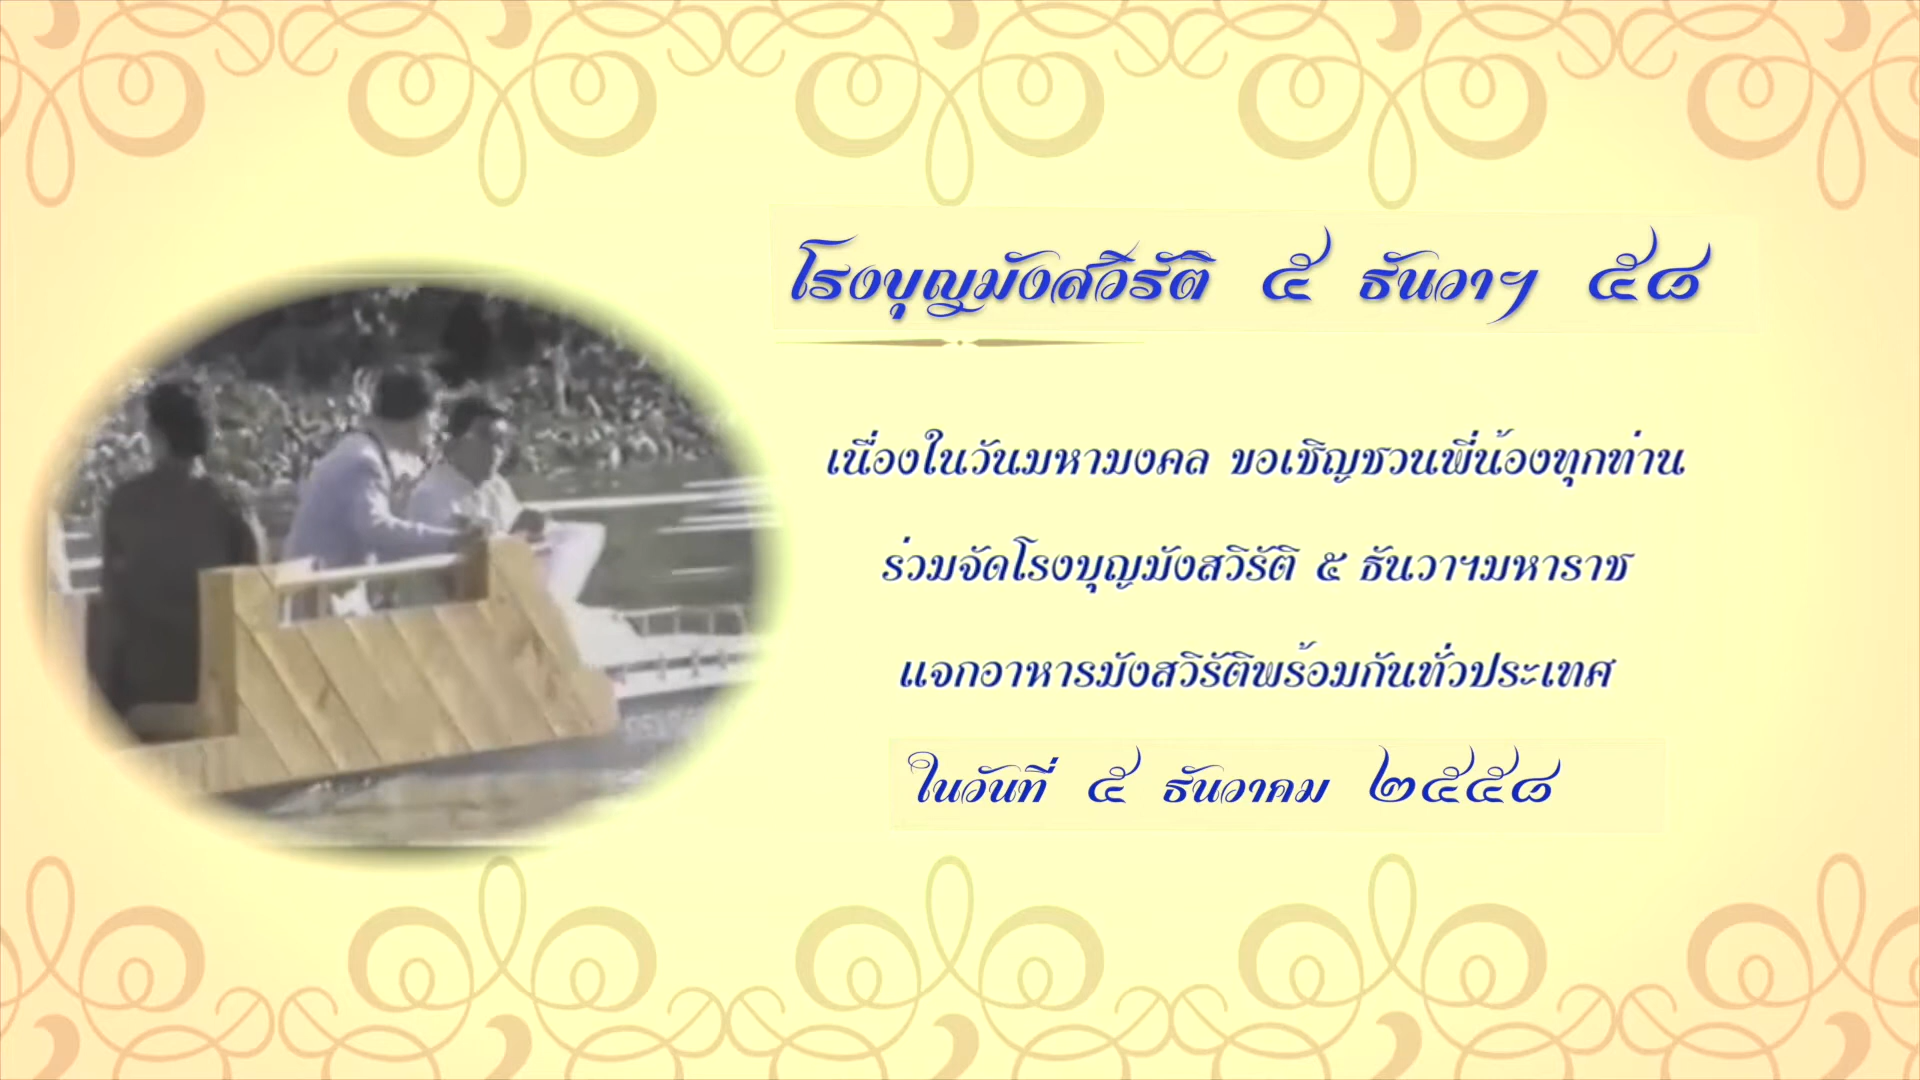 โรงบุญมังสวิรัติ ๕ ธันวาฯ ๕๘
เนื่องในวันมหามงคล ขอเชิญชวนพี่น้องทุกท่าน
ร่วมจัดโรงบุญมังสวิรัติ ๕ ธันวาฯมหาราช
แจกอาหารมังสวิรัติพร้อมกันทั่วประเทศ
ในวันที่ ๕ ธันวาคม ๒๕๕๘